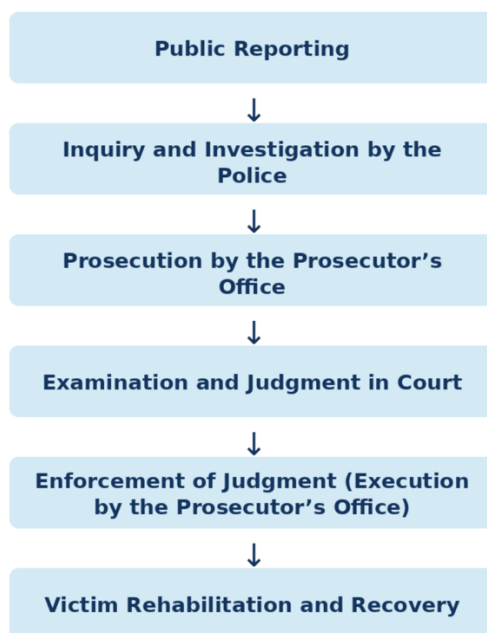 Public Reporting
↓
Inquiry and Investigation by the
Police
↓
Prosecution by the Prosecutor’s
Office
↓
Examination and Judgment in Court
↓
Enforcement of Judgment (Execution
by the Prosecutor’s Office)
↓
Victim Rehabilitation and Recovery